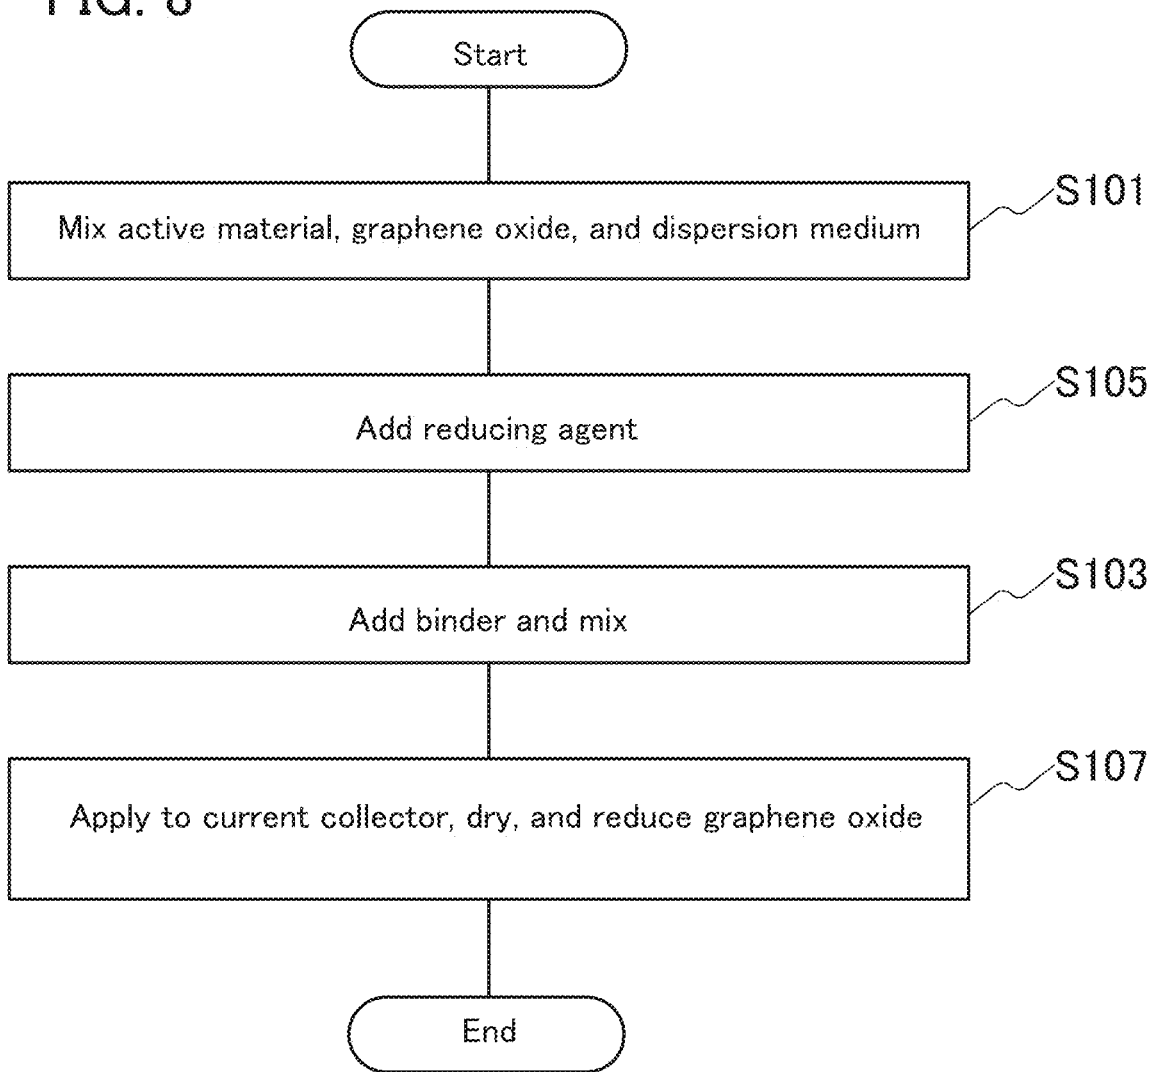 Start
S101
Mix active material, graphene oxide, and dispersion medium
S105
Add reducing agent
S103
Add binder and mix
S107
Apply to current collector, dry, and reduce graphene oxide
End